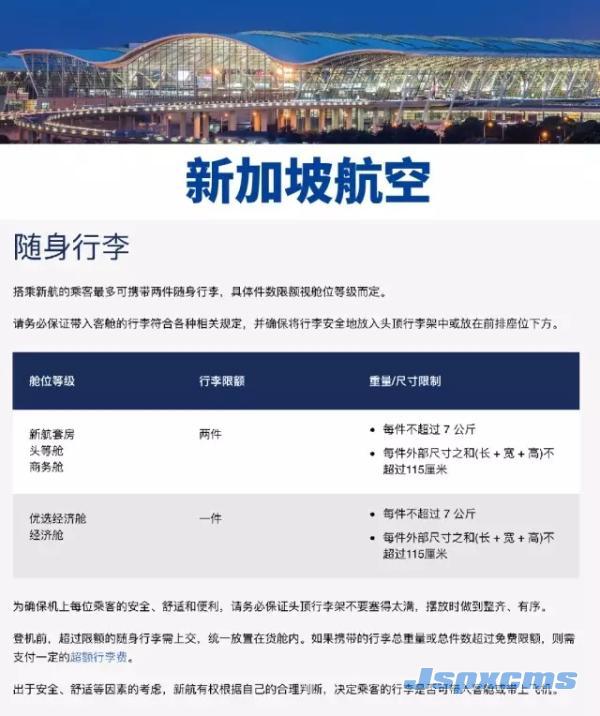 新加坡航空
随身行李
搭乘新航的乘客最多可携带两件随身行李，具体件数限额视舱位等级而定。
请务必保证带入客舱的行李符合各种相关规定，并确保将行李安全地放入头顶行李架中或放在前排座位下方。
舱位等级 行李限额 重量/尺寸限制
新航套房
头等舱
商务舱
两件
• 每件不超过 7 公斤
• 每件外部尺寸之和(长 + 宽 + 高)不
超过115厘米
优选经济舱
经济舱
一件
• 每件不超过 7 公斤
• 每件外部尺寸之和(长 + 宽 + 高)不
超过115厘米
为确保机上每位乘客的安全、舒适和便利，请务必保证头顶行李架不要塞得太满，摆放时做到整齐、有序。
登机前，超过限额的随身行李需上交，统一放置在货舱内。如果携带的行李总重量或总件数超过免费限额，则需
支付一定的超额行李费。
出于安全、舒适等因素的考虑，新航有权根据自己的合理判断，决定乘客的行李是否可借入客舱或带上飞机。
Jsoxcms